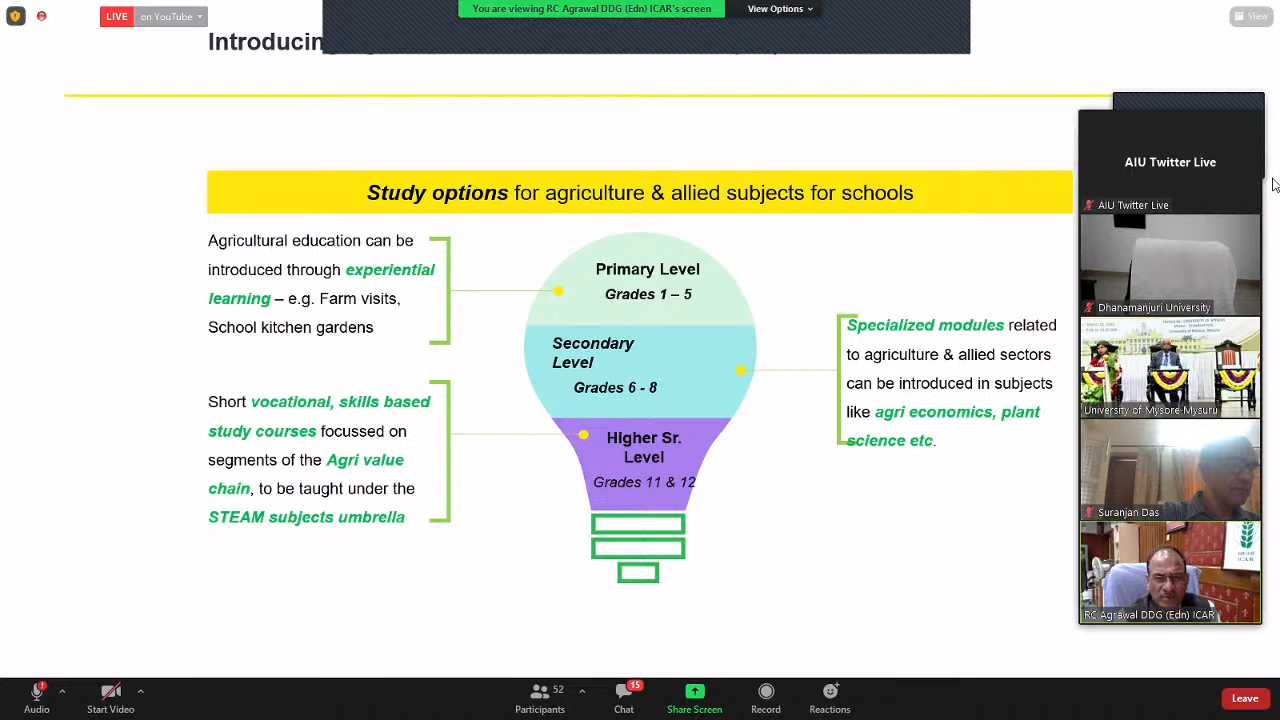 LIVE on YouTube
You are viewing RC Agrawal DDG (Edn) ICAR's screen
View Options
View
Introducing
Study options for agriculture & allied subjects for schools
Agricultural education can be
introduced through experiential
learning – e.g. Farm visits,
School kitchen gardens
Short vocational, skills based
study courses focussed on
segments of the Agri value
chain, to be taught under the
STEAM subjects umbrella
Primary Level
Grades 1 – 5
Secondary
Level
Grades 6 - 8
Higher Sr.
Level
Grades 11 & 12
Specialized modules related
to agriculture & allied sectors
can be introduced in subjects
like agri economics, plant
science etc.
AIU Twitter Live
AIU Twitter Live
Dhanamanjuri University
University of Mysore Mysuru
Suranjan Das
ICAR
RC Agrawal DDG (Edn) ICAR
Audio
Start Video
52
Participants
15
Chat
Share Screen
Record
Reactions
Leave